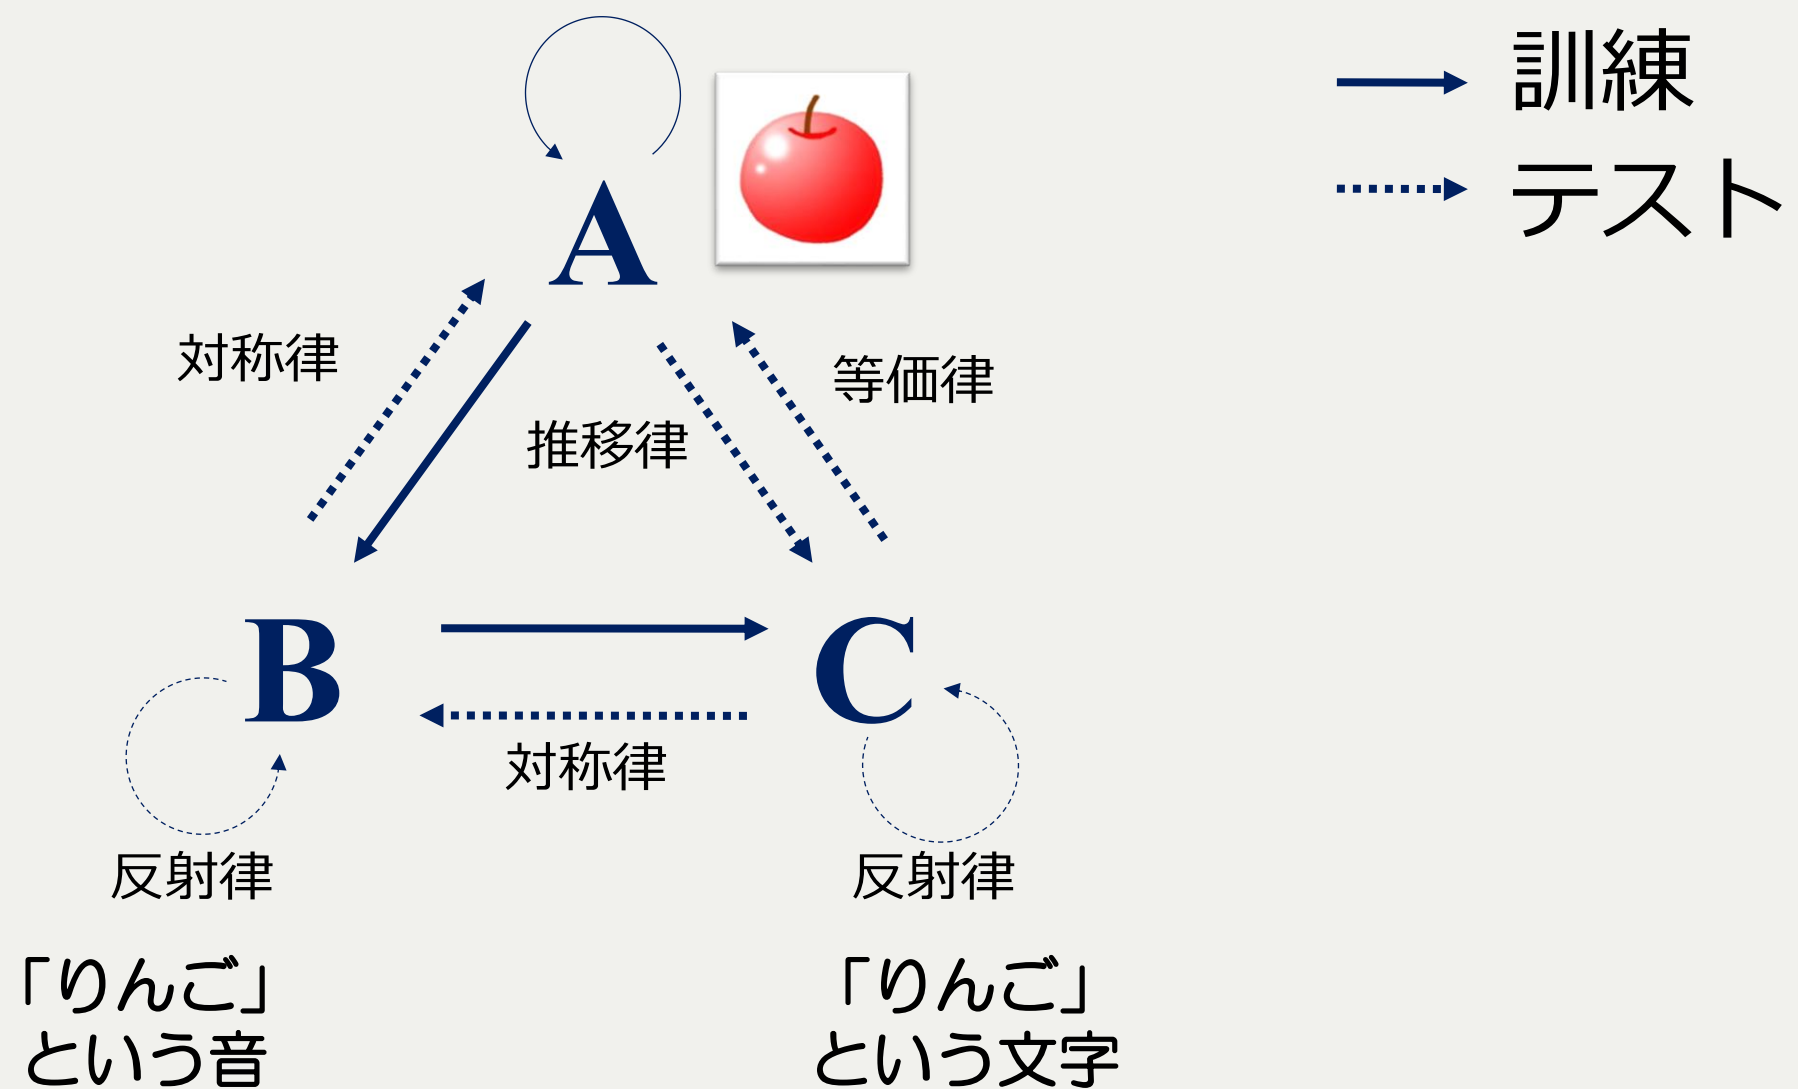 訓練
テスト
A
対称律
等価律
推移律
B
C
対称律
反射律
反射律
「りんご」
という音
「りんご」
という文字